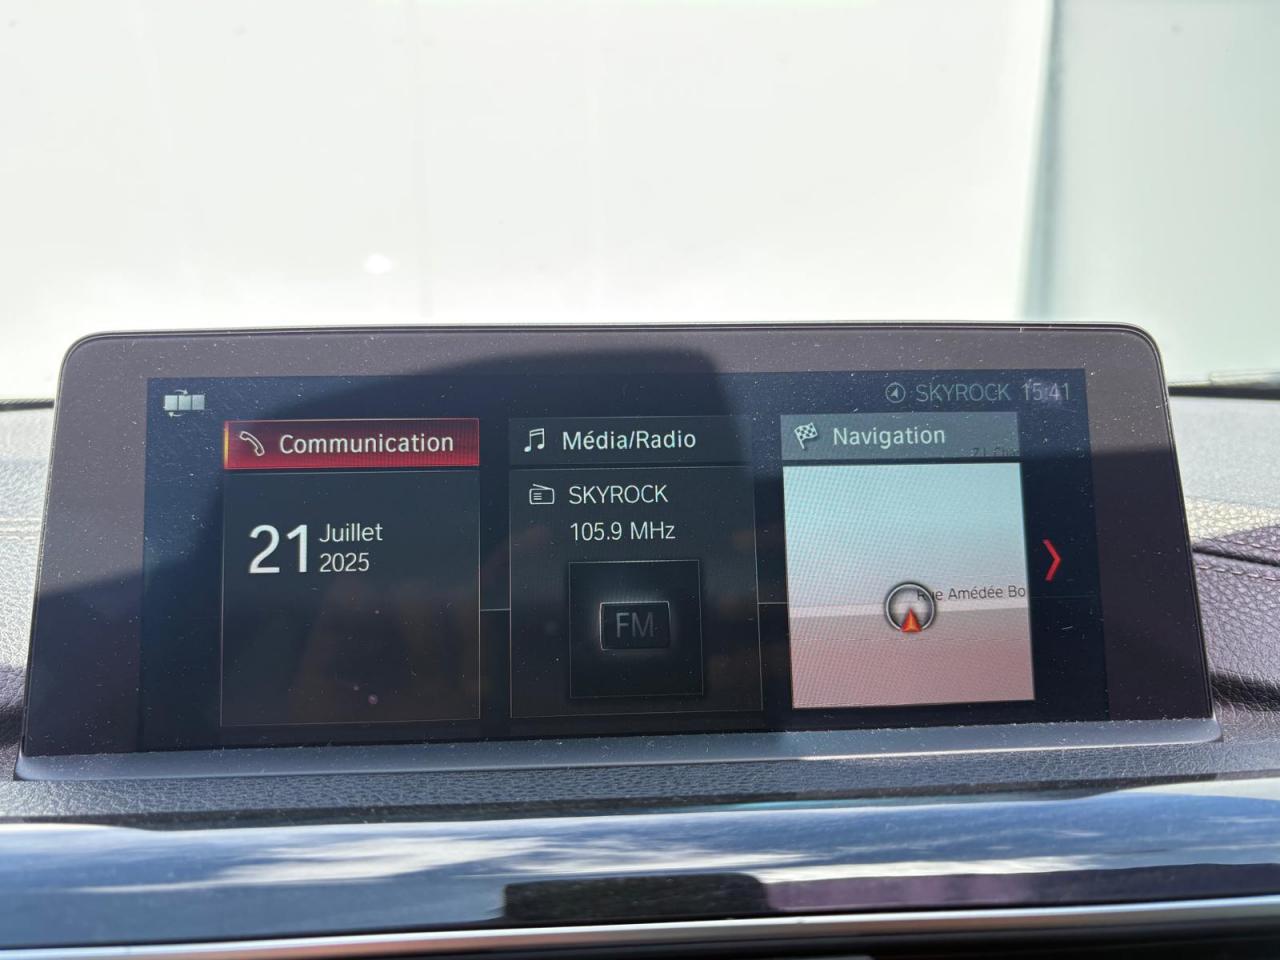 SKYROCK 15:41
Communication
21 Juillet
2025
Média/Radio
SKYROCK
105.9 MHz
FM
Navigation
Amédée